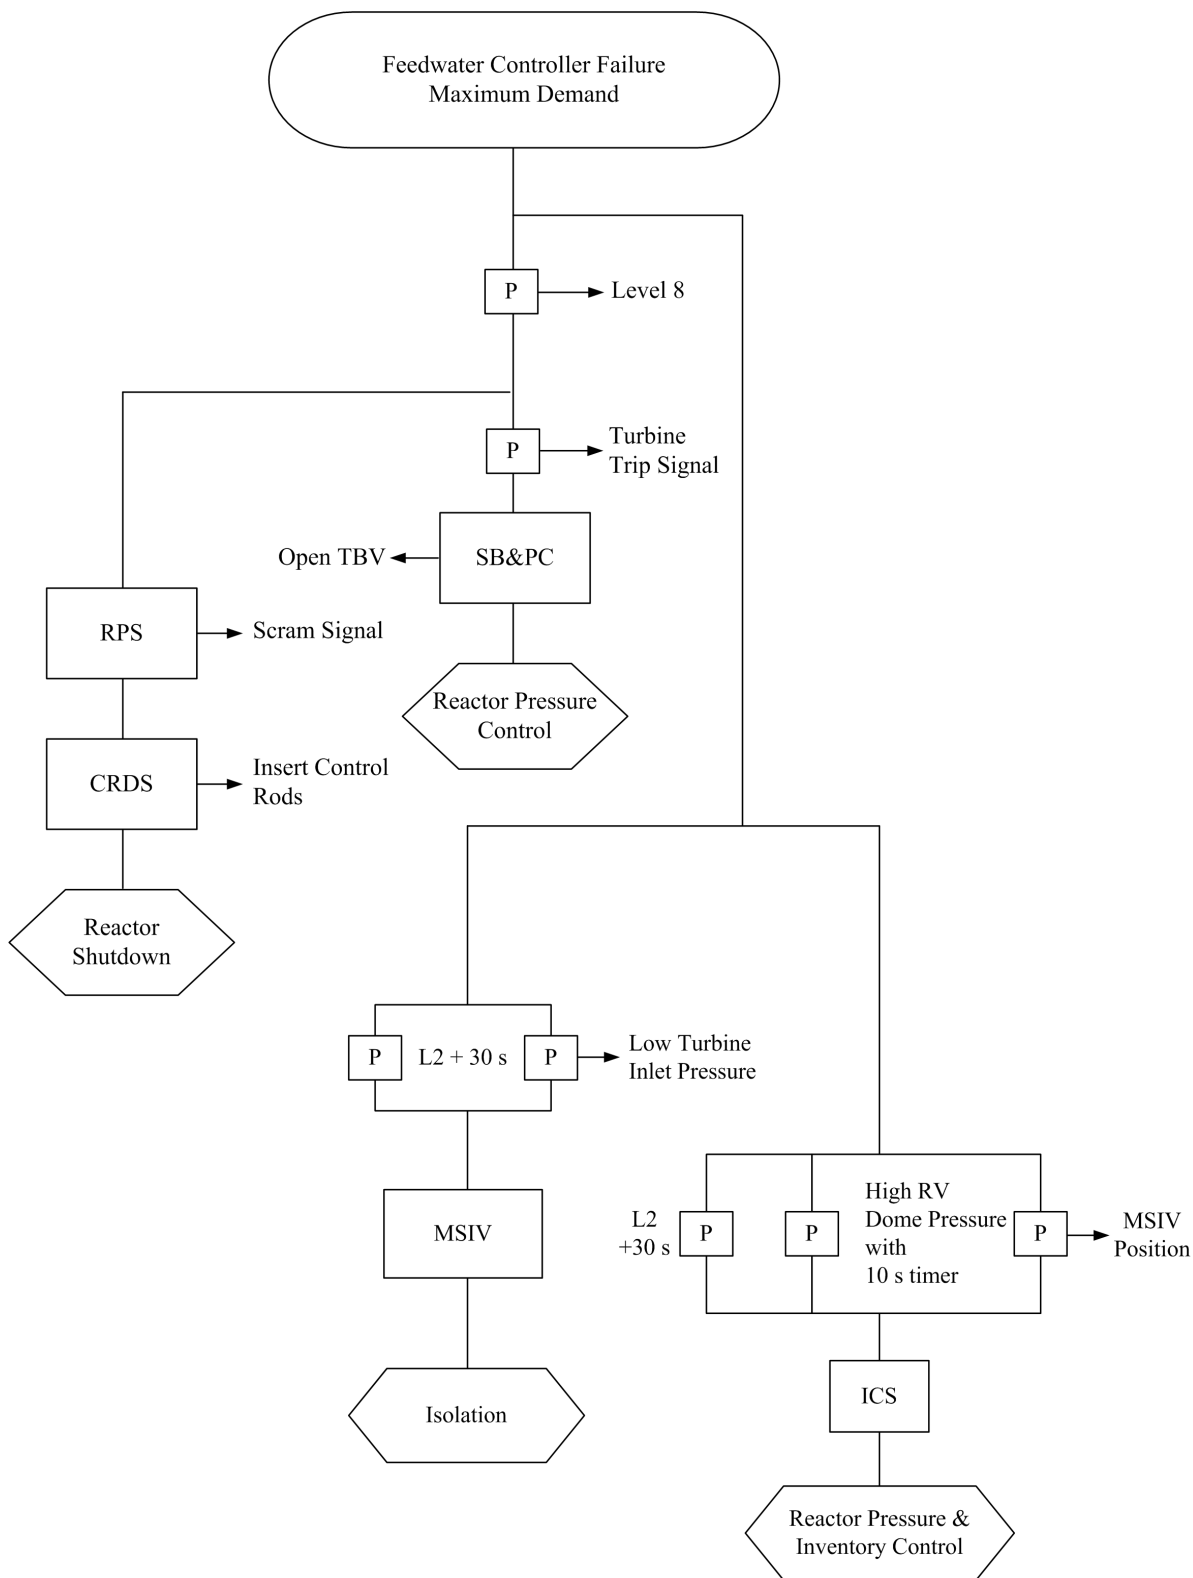 Feedwater Controller Failure
Maximum Demand
P
Level 8
P
Turbine
Trip Signal
Open TBV
SB&PC
RPS
Scram Signal
Reactor Pressure
Control
CRDS
Insert Control
Rods
Reactor
Shutdown
P
L2 + 30 s
P
Low Turbine
Inlet Pressure
MSIV
Isolation
L2
+30 s
P
P
High RV
Dome Pressure
with
10 s timer
P
MSIV
Position
ICS
Reactor Pressure &
Inventory Control